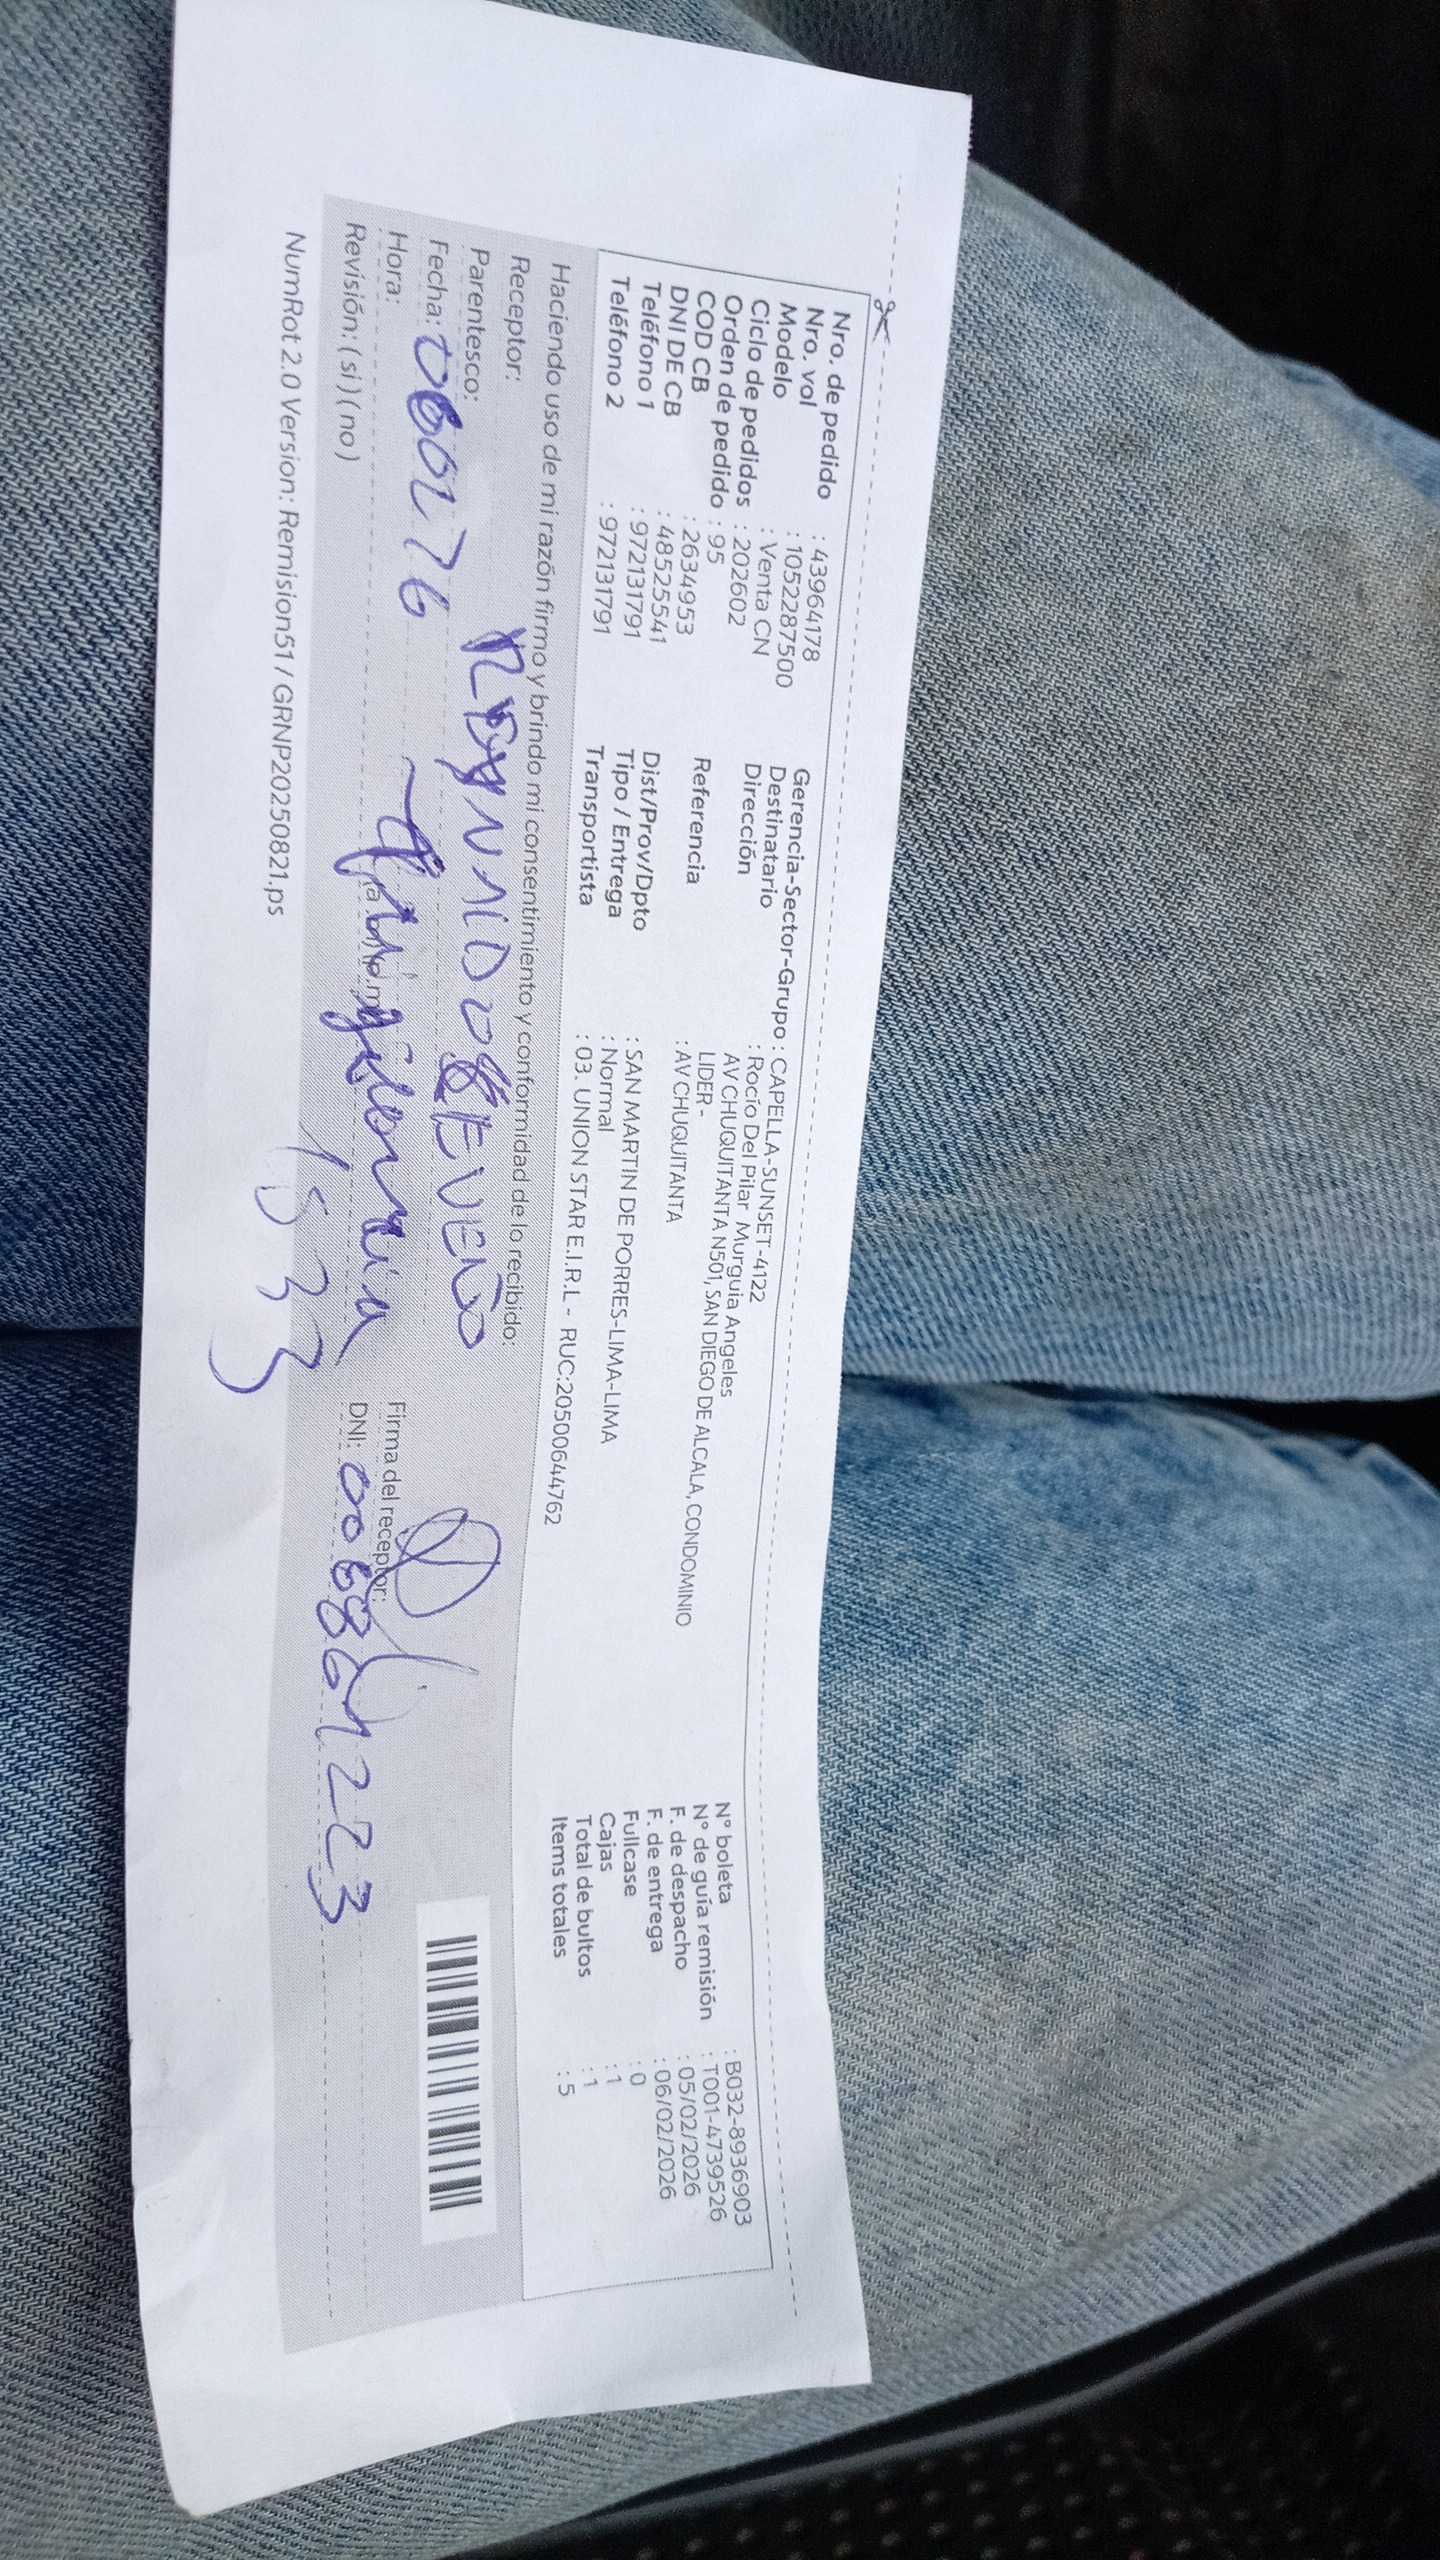 Nro. de pedido : 43964178
Nro. vol : 1052287500
Modelo : Venta CN
Ciclo de pedidos : 202602
Orden de pedido : 95
COD CB : 2634953
DNI DE CB : 48525541
Teléfono 1 : 972131791
Teléfono 2 : 972131791
Gerencia-Sector-Grupo : CAPELLA-SUNSET-4122
Destinatario : Rocío Del Pilar Murguia Angeles
Dirección AV CHUQUITANTA N501, SAN DIEGO DE ALCALA, CONDOMINIO
LIDER -
Referencia : AV CHUQUITANTA
Dist/Prov/Dpto : SAN MARTIN DE PORRES-LIMA-LIMA
Tipo / Entrega : Normal
Transportista : 03. UNION STAR E.I.R.L - RUC:20500644762
N° boleta : B032-8936903
N° de guía remisión : T001-4739526
F. de despacho : 05/02/2026
F. de entrega : 06/02/2026
Fullcase : 0
Cajas : 1
Total de bultos : 1
Items totales : 5
Haciendo uso de mi razón firmo y brindo mi consentimiento y conformidad de lo recibido:
Receptor:
Parentesco:
Fecha:
Hora:
Revisión: ( si ) ( no )
Firma del receptor:
DNI:
1533
NumRot 2.0 Version: Remision51 / GRNP20250821.ps